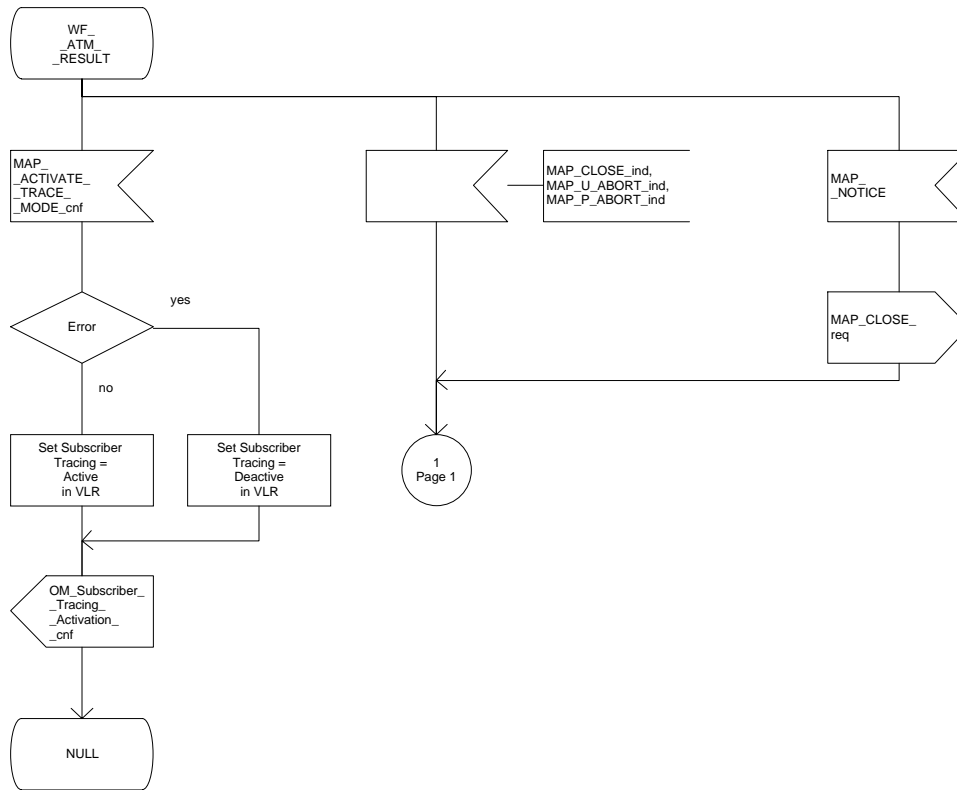 WF_
_ATM_
_RESULT
MAP_
_ACTIVATE_
_TRACE_
_MODE_cnf
MAP_CLOSE_ind,
MAP_U_ABORT_ind,
MAP_P_ABORT_ind
MAP_
_NOTICE
yes
Error
MAP_CLOSE_
req
no
Set Subscriber
Tracing =
Active
in VLR
Set Subscriber
Tracing =
Deactive
in VLR
1
Page 1
OM_Subscriber_
_Tracing_
_Activation_
_cnf
NULL